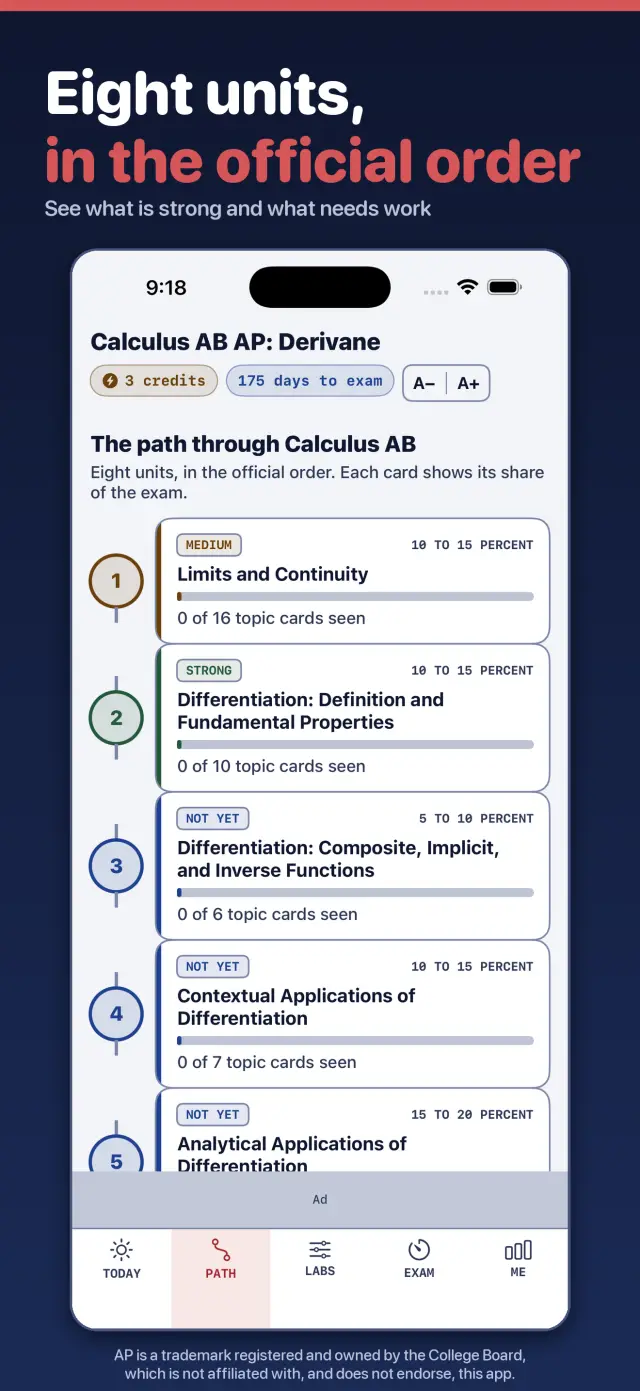 Eight units,
in the official order
See what is strong and what needs work
9:18
Calculus AB AP: Derivane
3 credits
175 days to exam
A− A+
The path through Calculus AB
Eight units, in the official order. Each card shows its share
of the exam.
1
MEDIUM
10 TO 15 PERCENT
Limits and Continuity
0 of 16 topic cards seen
2
STRONG
10 TO 15 PERCENT
Differentiation: Definition and
Fundamental Properties
0 of 10 topic cards seen
3
NOT YET
5 TO 10 PERCENT
Differentiation: Composite, Implicit,
and Inverse Functions
0 of 6 topic cards seen
4
NOT YET
10 TO 15 PERCENT
Contextual Applications of
Differentiation
0 of 7 topic cards seen
5
NOT YET
15 TO 20 PERCENT
Analytical Applications of
Differentiation
Ad
TODAY
PATH
LABS
EXAM
ME
AP is a trademark registered and owned by the College Board,
which is not affiliated with, and does not endorse, this app.